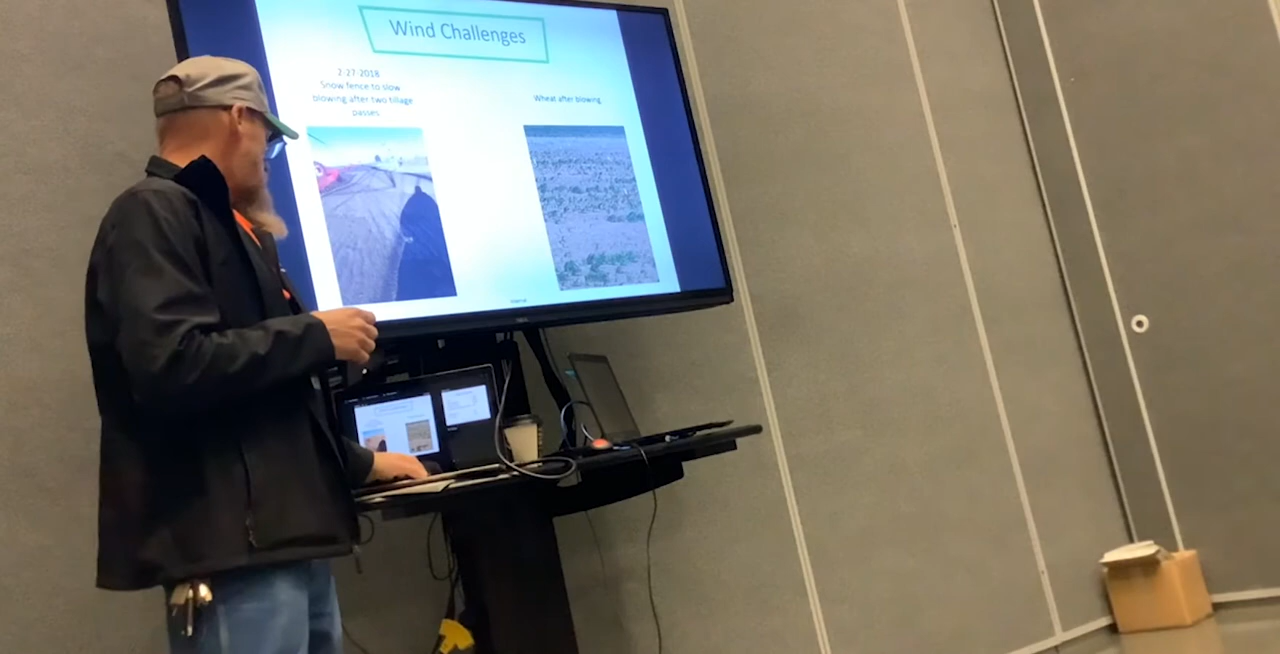 Wind Challenges
2-27-2018
Snow fence to slow
blowing after two tillage
passes
Wheat after blowing